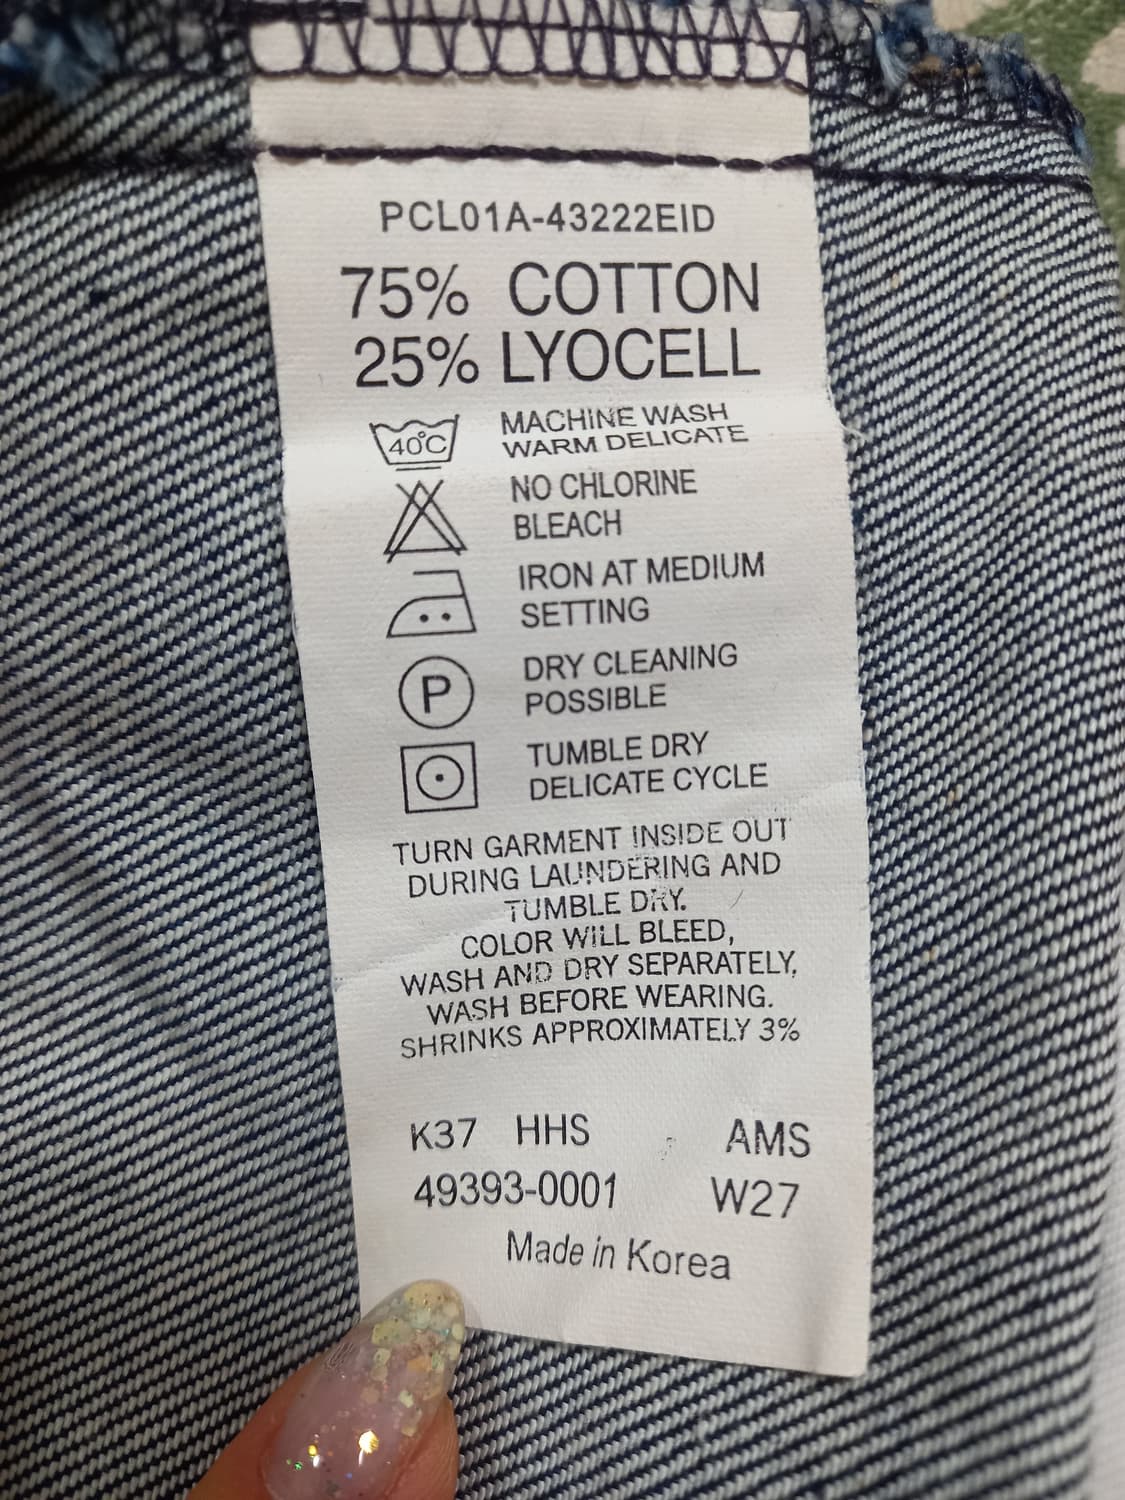 PCL01A-43222EID
75% COTTON
25% LYOCELL
40°C
MACHINE WASH
WARM DELICATE
NO CHLORINE
BLEACH
IRON AT MEDIUM
SETTING
P
DRY CLEANING
POSSIBLE
TUMBLE DRY
DELICATE CYCLE
TURN GARMENT INSIDE OUT
DURING LAUNDERING AND
TUMBLE DRY.
COLOR WILL BLEED,
WASH AND DRY SEPARATELY,
WASH BEFORE WEARING.
SHRINKS APPROXIMATELY 3%
K37 HHS AMS
49393-0001 W27
Made in Korea